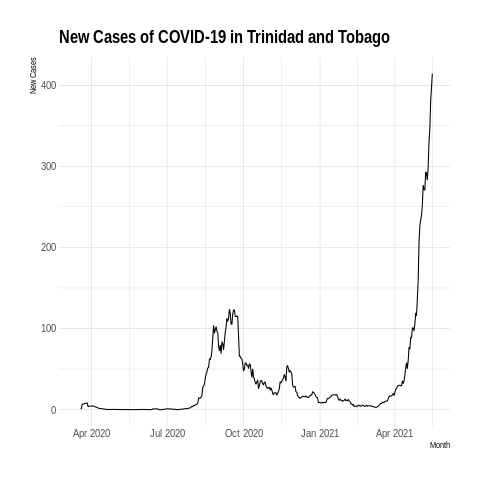 New Cases of COVID-19 in Trinidad and Tobago
New Cases
400
300
200
100
0
Apr 2020 Jul 2020 Oct 2020 Jan 2021 Apr 2021
Month